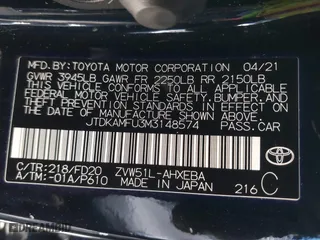 MFD.BY:TOYOTA MOTOR CORPORATION 04/21
GVWR 3945LB GAWR FR 2250LB RR 2150LB
THIS VEHICLE CONFORMS TO ALL APPLICABLE
FEDERAL MOTOR VEHICLE SAFETY, BUMPER, AND
THEFT PREVENTION STANDARDS IN EFFECT ON
THE DATE OF MANUFACTURE SHOWN ABOVE.
JTDKAMFU3M3148574
PASS.CAR
C/TR:218/FD20 ZVW51L-AHXEBA
A/TM:-01A/P610 MADE IN JAPAN 216 C
TOYOTA